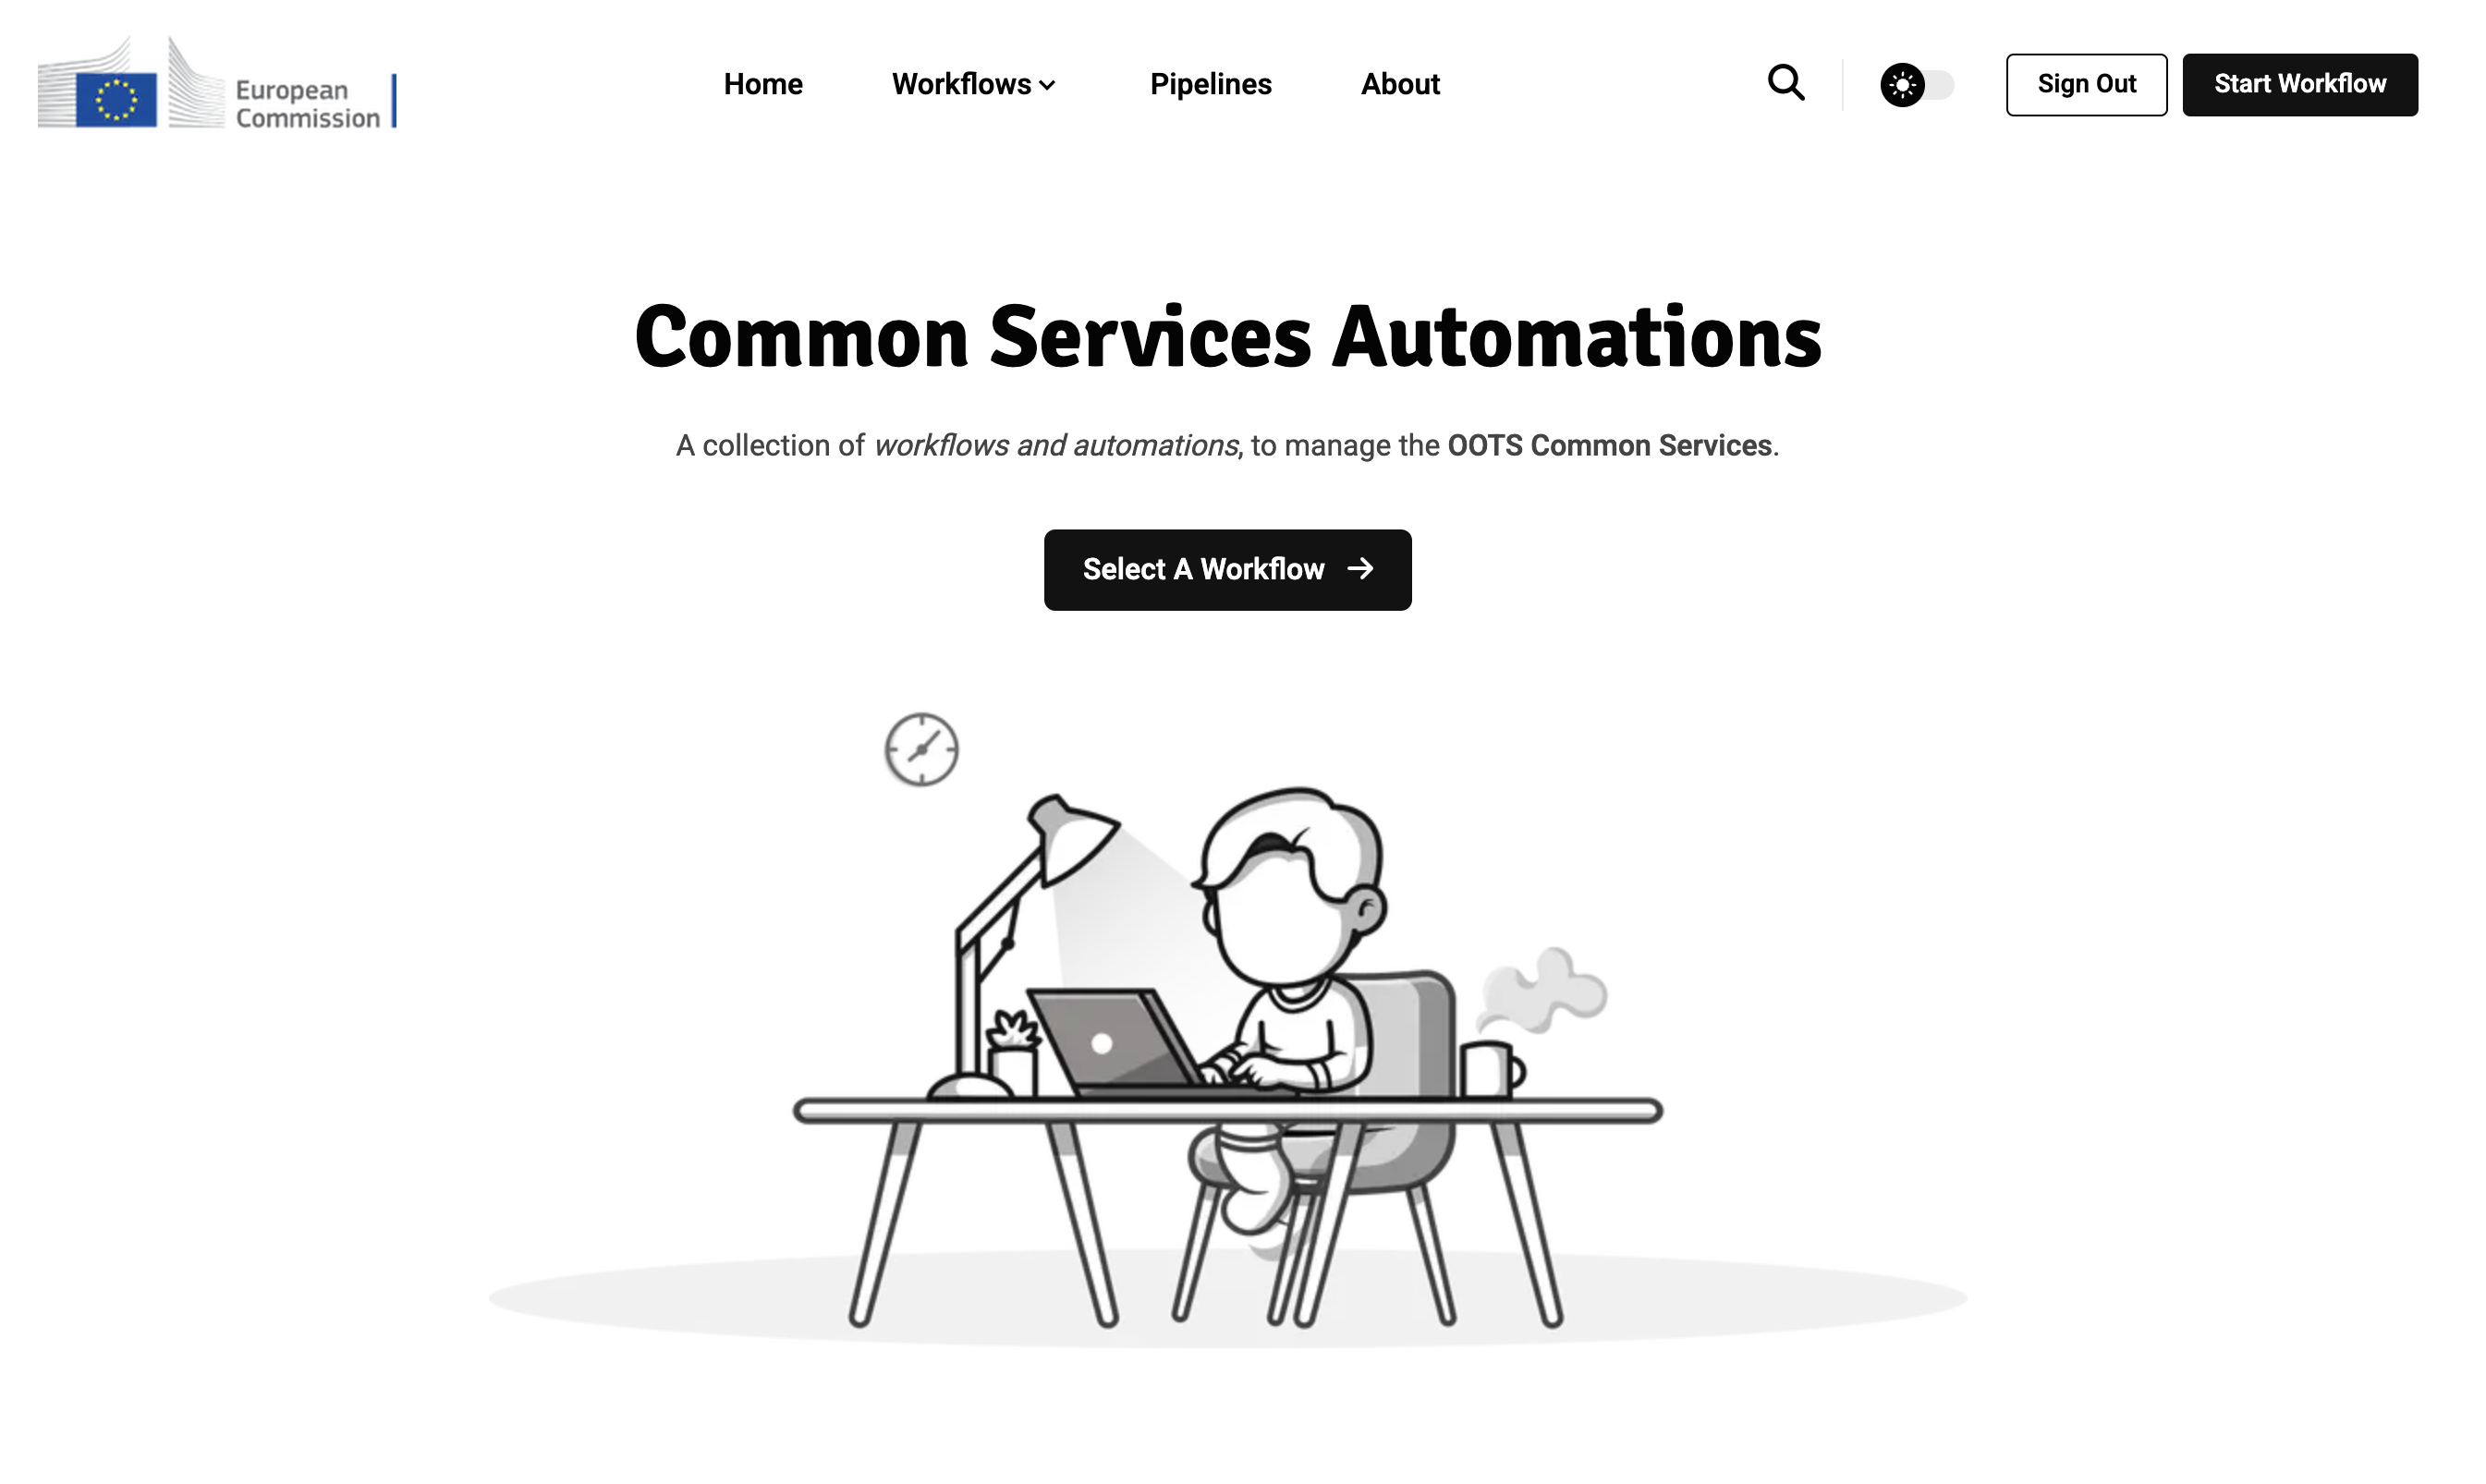 European
Commission
Home Workflows Pipelines About Sign Out Start Workflow
Common Services Automations
A collection of workflows and automations, to manage the OOTS Common Services.
Select A Workflow →